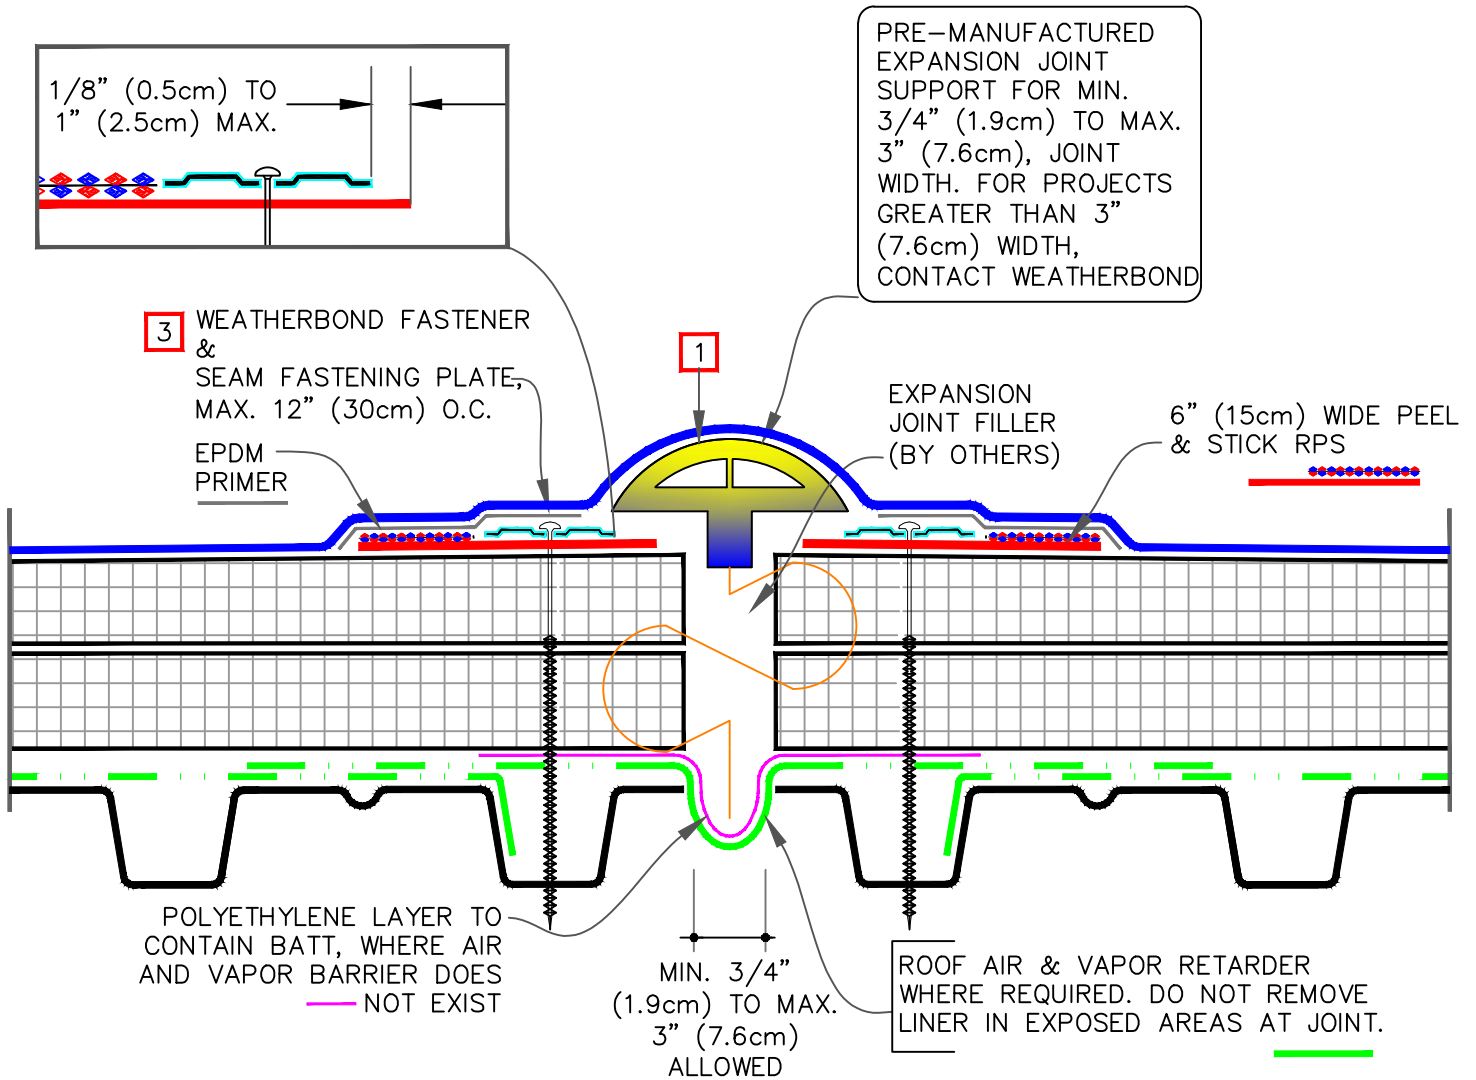 1/8” (0.5cm) TO
1” (2.5cm) MAX.
PRE–MANUFACTURED
EXPANSION JOINT
SUPPORT FOR MIN.
3/4” (1.9cm) TO MAX.
3” (7.6cm), JOINT
WIDTH. FOR PROJECTS
GREATER THAN 3”
(7.6cm) WIDTH,
CONTACT WEATHERBOND
3
WEATHERBOND FASTENER
&
SEAM FASTENING PLATE,
MAX. 12” (30cm) O.C.
EPDM
PRIMER
1
EXPANSION
JOINT FILLER
(BY OTHERS)
6” (15cm) WIDE PEEL
& STICK RPS
POLYETHYLENE LAYER TO
CONTAIN BATT, WHERE AIR
AND VAPOR BARRIER DOES
NOT EXIST
MIN. 3/4”
(1.9cm) TO MAX.
3” (7.6cm)
ALLOWED
ROOF AIR & VAPOR RETARDER
WHERE REQUIRED. DO NOT REMOVE
LINER IN EXPOSED AREAS AT JOINT.